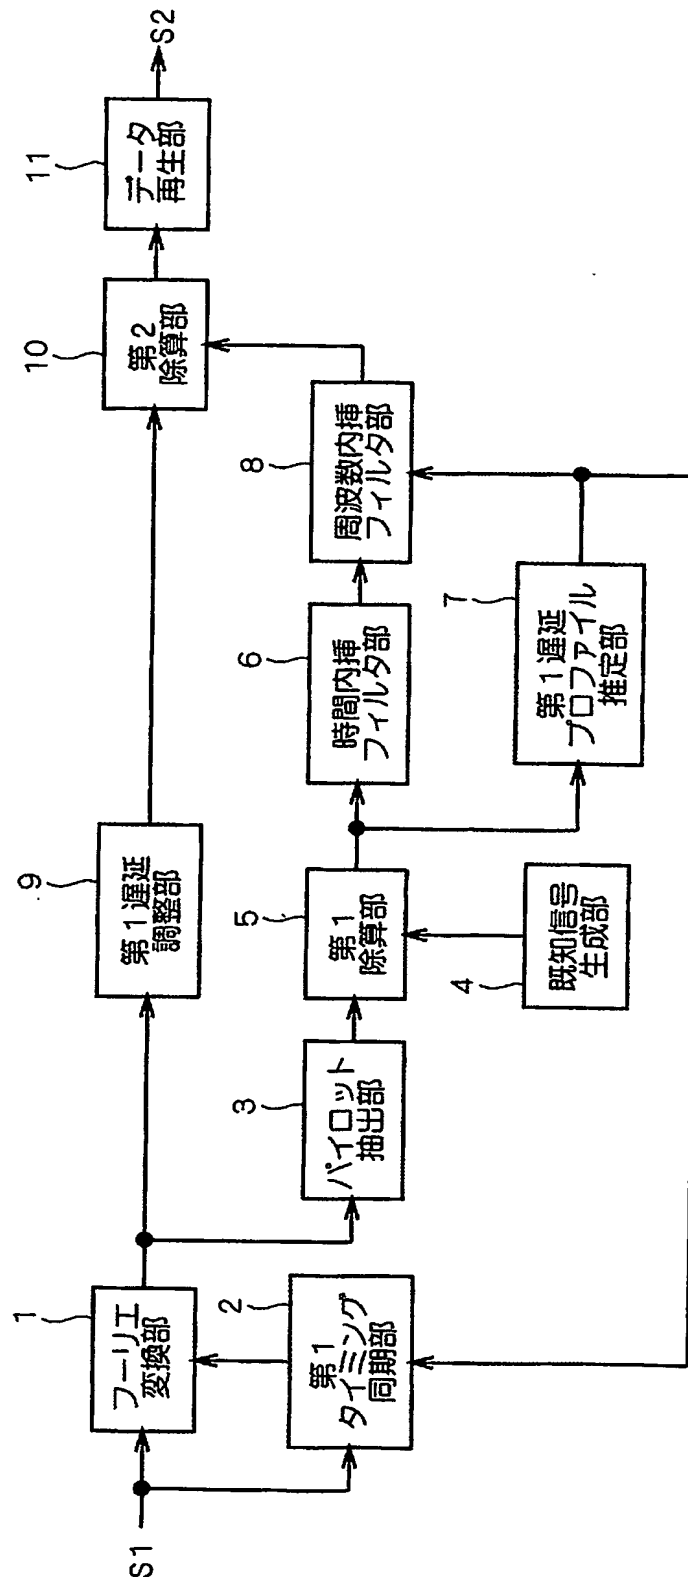 S1
1
フーリエ
変換部
2
第1
タイミング
同期部
3
パイロット
抽出部
4
既知信号
生成部
5
第1
除算部
6
時間内挿
フィルタ部
7
第1遅延
プロファイル
推定部
8
周波数内挿
フィルタ部
9
第1遅延
調整部
10
第2
除算部
11
データ
再生部
S2